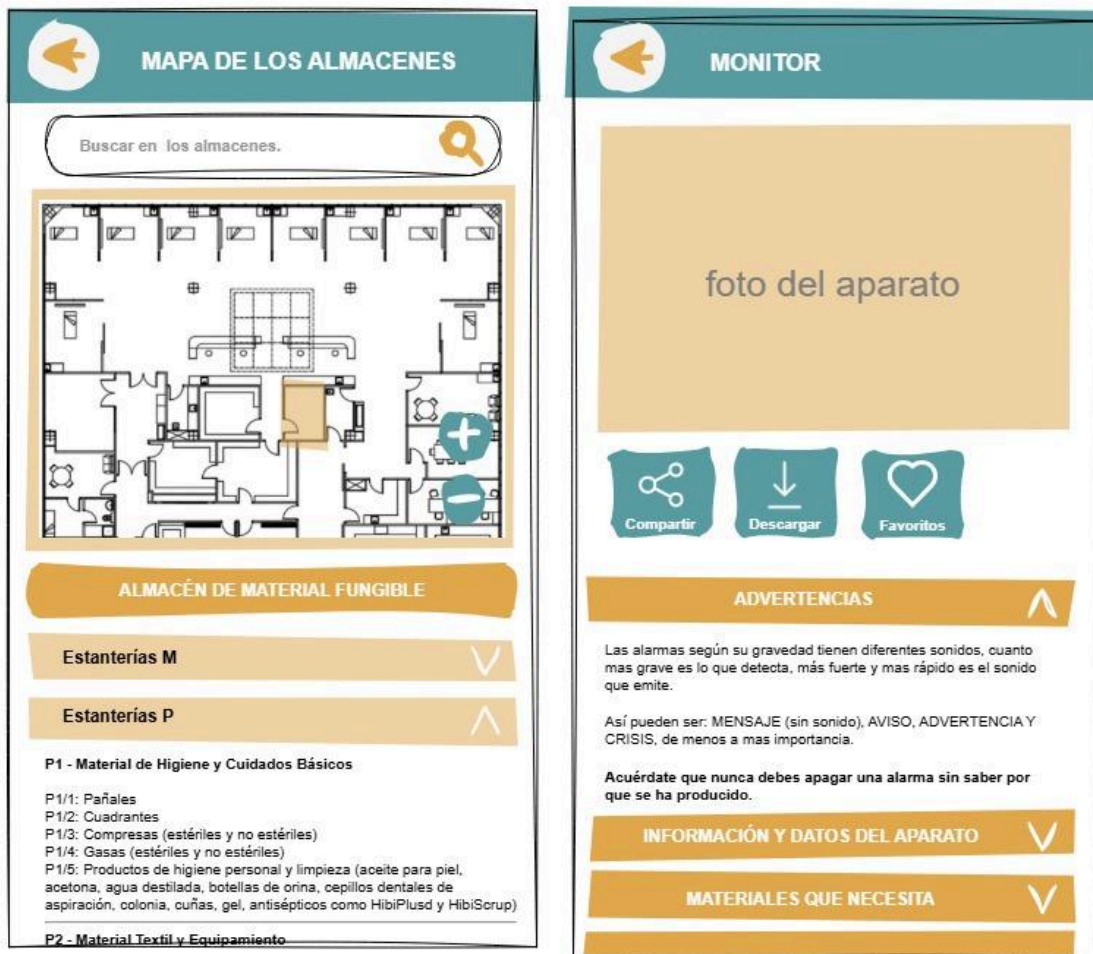 MAPA DE LOS ALMACENES
Buscar en los almacenes.
ALMACÉN DE MATERIAL FUNGIBLE
Estanterías M
Estanterías P
P1 - Material de Higiene y Cuidados Básicos
P1/1: Pañales
P1/2: Cuadrantes
P1/3: Compresas (estériles y no estériles)
P1/4: Gasas (estériles y no estériles)
P1/5: Productos de higiene personal y limpieza (aceite para piel,
acetona, agua destilada, botellas de orina, cepillos dentales de
aspiración, colonia, cuñas, gel, antisépticos como HibiPlusd y HibiScrup)
P2 - Material Textil y Equipamiento
MONITOR
foto del aparato
Compartir
Descargar
Favoritos
ADVERTENCIAS
Las alarmas según su gravedad tienen diferentes sonidos, cuanto
mas grave es lo que detecta, más fuerte y mas rápido es el sonido
que emite.
Así pueden ser: MENSAJE (sin sonido), AVISO, ADVERTENCIA Y
CRISIS, de menos a mas importancia.
Acuérdate que nunca debes apagar una alarma sin saber por
que se ha producido.
INFORMACIÓN Y DATOS DEL APARATO
MATERIALES QUE NECESITA